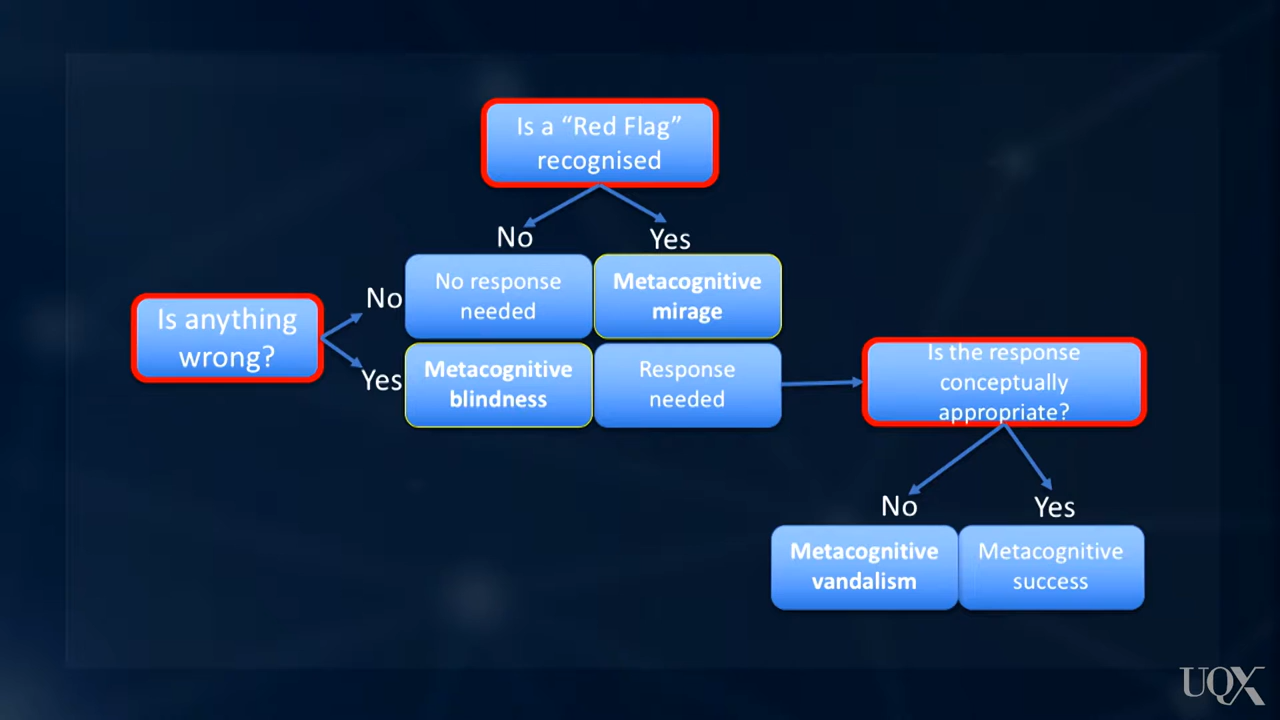 Is a “Red Flag”
recognised
No
Yes
Is anything
wrong?
No
Yes
No response
needed
Metacognitive
mirage
Metacognitive
blindness
Response
needed
Is the response
conceptually
appropriate?
No
Yes
Metacognitive
vandalism
Metacognitive
success
UQX